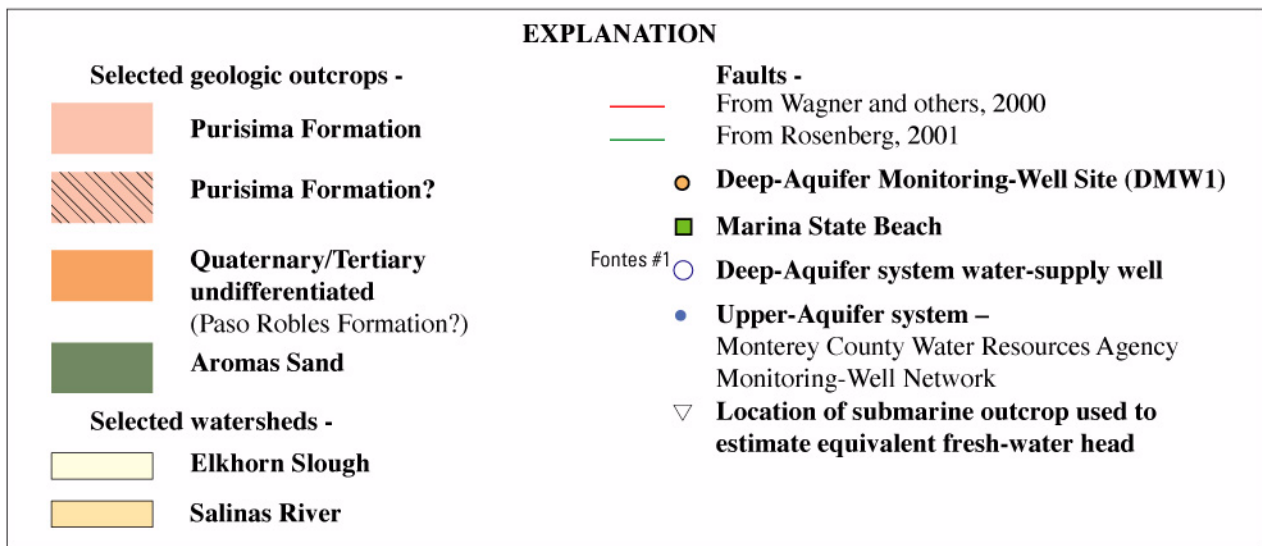 EXPLANATION
Selected geologic outcrops -
Purisima Formation
Purisima Formation?
Quaternary/Tertiary
undifferentiated
(Paso Robles Formation?)
Aromas Sand
Selected watersheds -
Elkhorn Slough
Salinas River
Faults -
From Wagner and others, 2000
From Rosenberg, 2001
Deep-Aquifer Monitoring-Well Site (DMW1)
Marina State Beach
Fontes #1
Deep-Aquifer system water-supply well
Upper-Aquifer system –
Monterey County Water Resources Agency
Monitoring-Well Network
Location of submarine outcrop used to
estimate equivalent fresh-water head